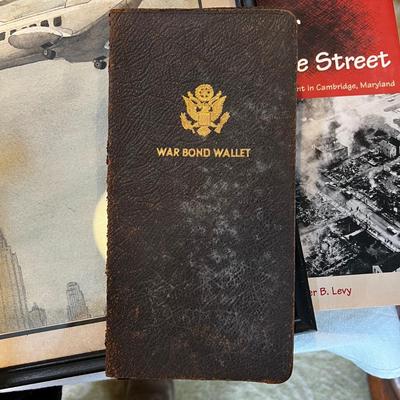 WAR BOND WALLET
e Street
nt in Cambridge, Maryland
er B. Levy